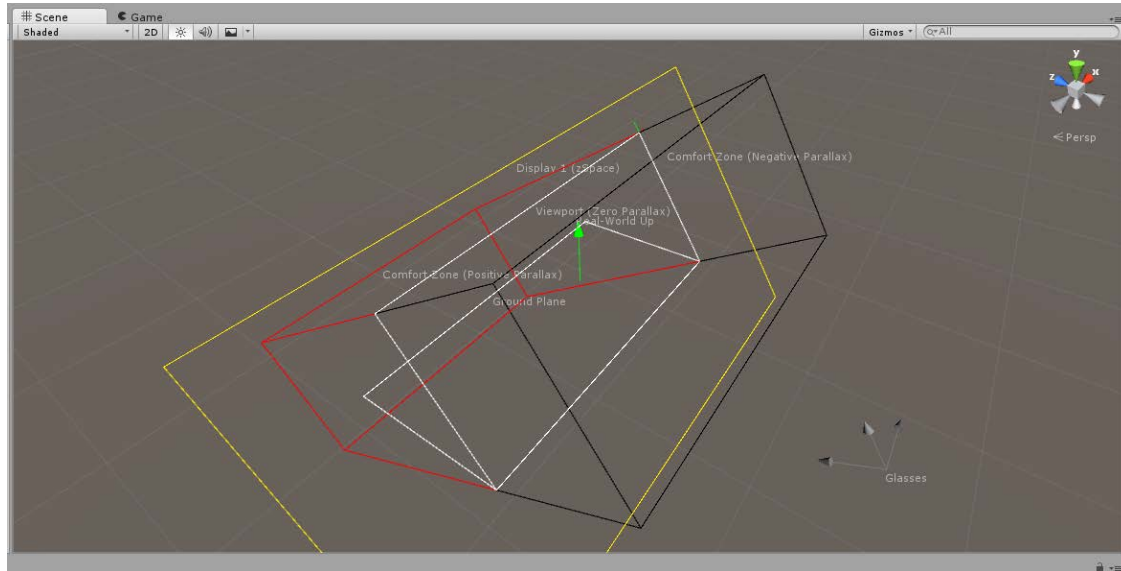 Scene
Game
Shaded
2D
Gizmos
All
y
z
x
Persp
Comfort Zone (Negative Parallax)
Display 1 (zSpace)
Viewport (Zero Parallax)
Real-World Up
Comfort Zone (Positive Parallax)
Ground Plane
Glasses